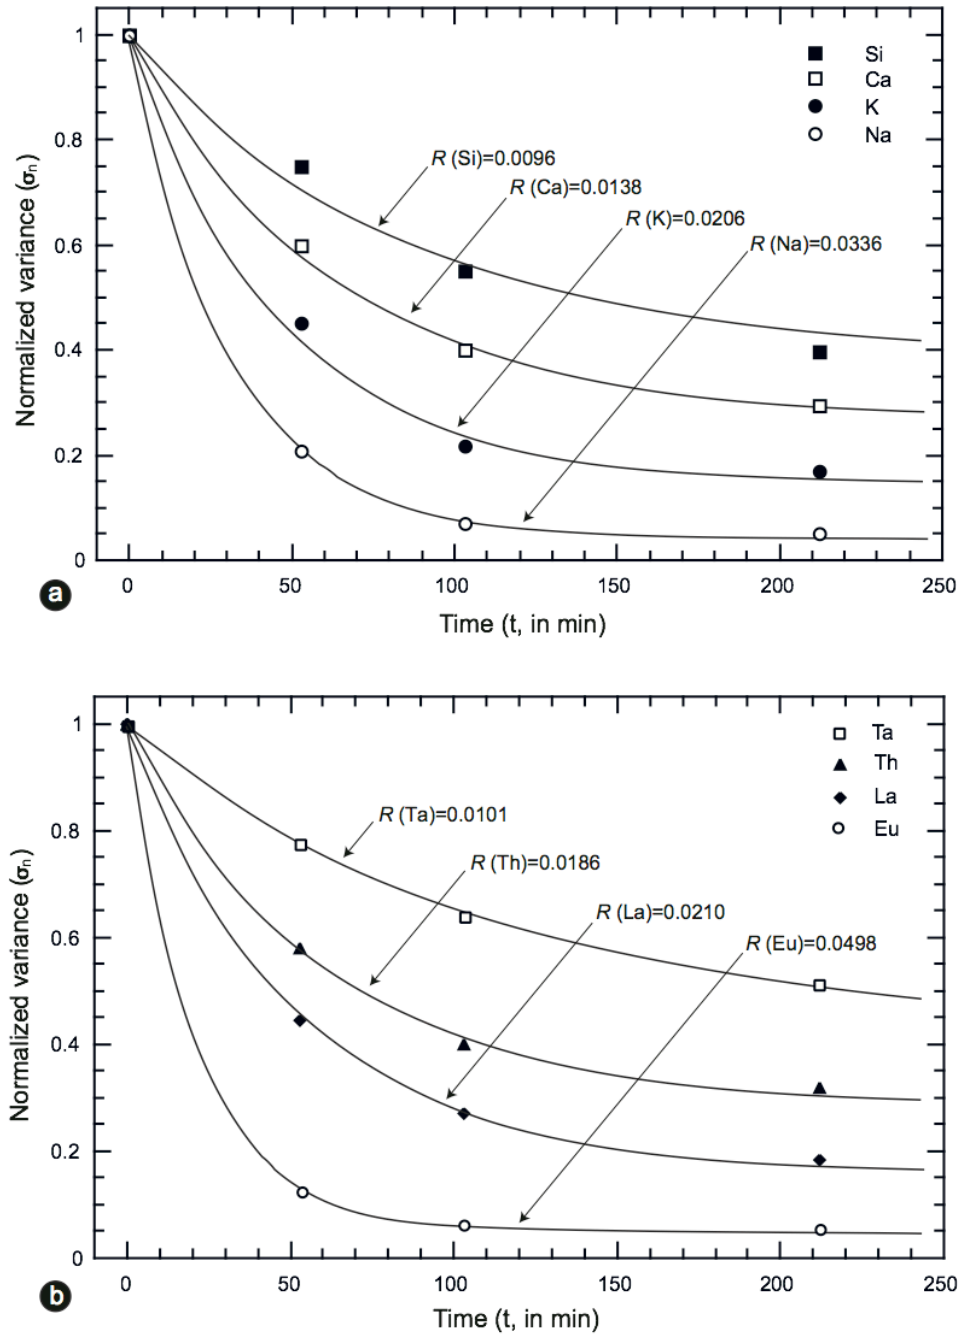 1
0.8
0.6
0.4
0.2
0
Normalized variance (σn)
Si
Ca
K
Na
R (Si)=0.0096
R (Ca)=0.0138
R (K)=0.0206
R (Na)=0.0336
0 50 100 150 200 250
Time (t, in min)
a
1
0.8
0.6
0.4
0.2
0
Normalized variance (σn)
Ta
Th
La
Eu
R (Ta)=0.0101
R (Th)=0.0186
R (La)=0.0210
R (Eu)=0.0498
0 50 100 150 200 250
Time (t, in min)
b